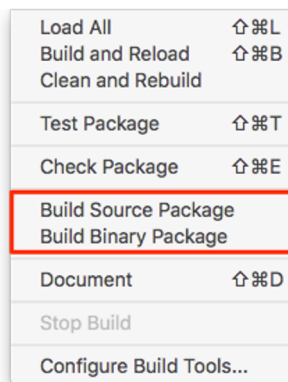 Load All ⇧⌘L
Build and Reload ⇧⌘B
Clean and Rebuild
Test Package ⇧⌘T
Check Package ⇧⌘E
Build Source Package
Build Binary Package
Document ⇧⌘D
Stop Build
Configure Build Tools...